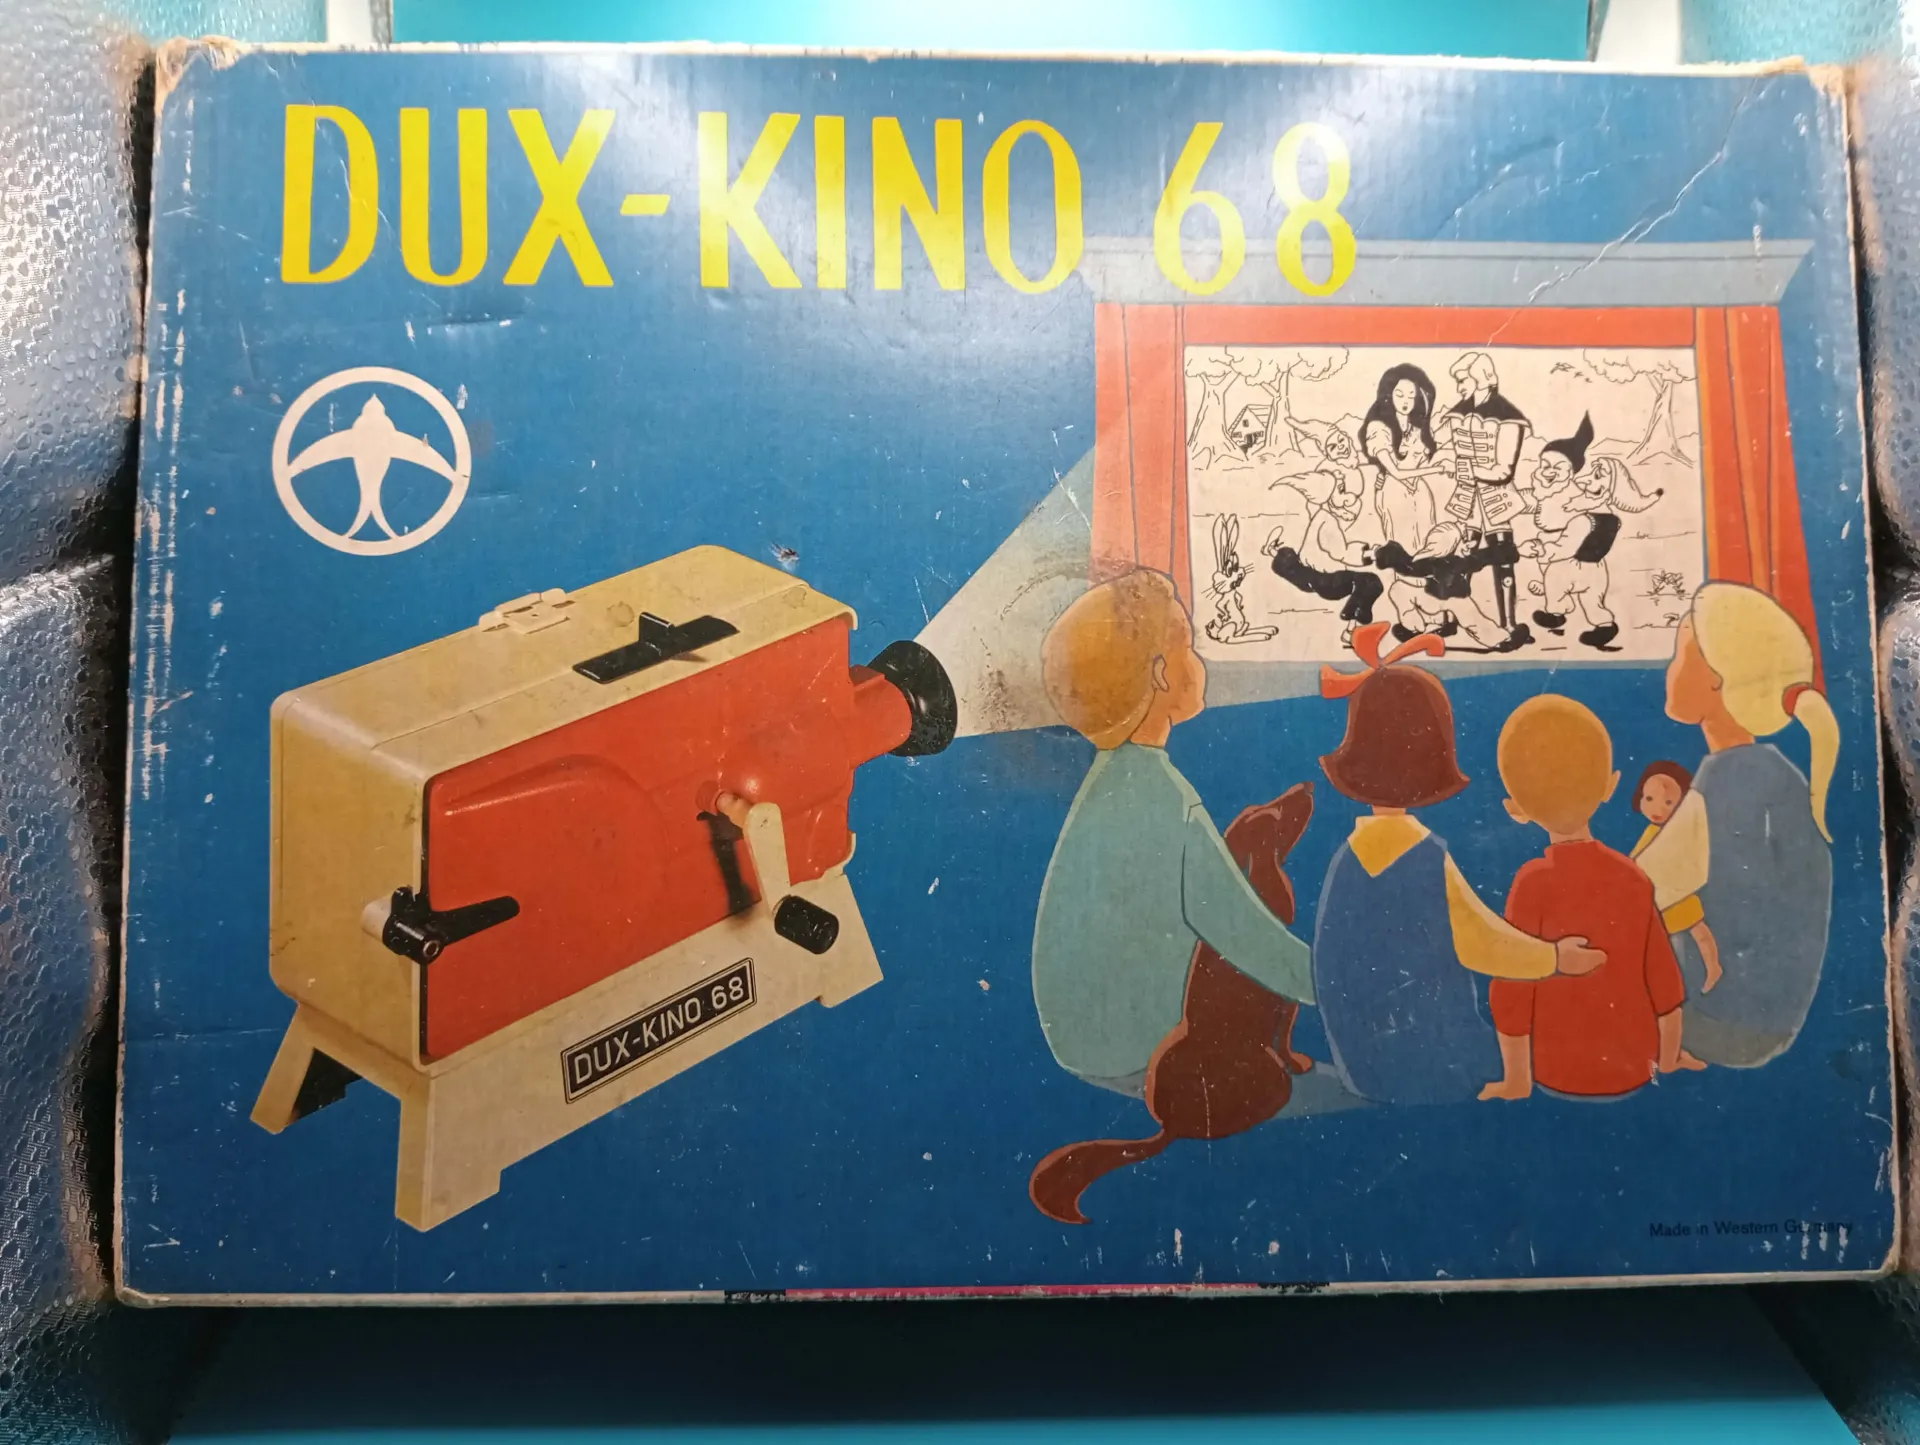 DUX-KINO 68
DUX-KINO 68
Made in Western Germany